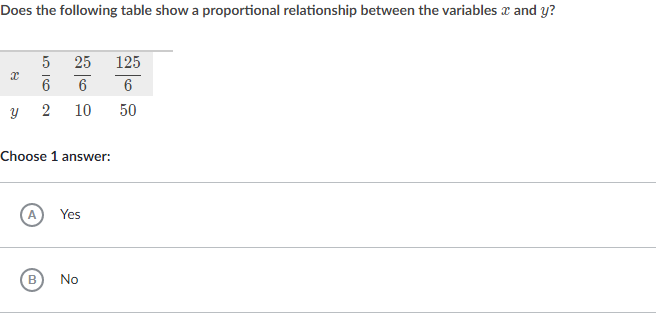 Does the following table show a proportional relationship between the variables x and y?
x 5/6 25/6 125/6
y 2 10 50
Choose 1 answer:
A Yes
B No